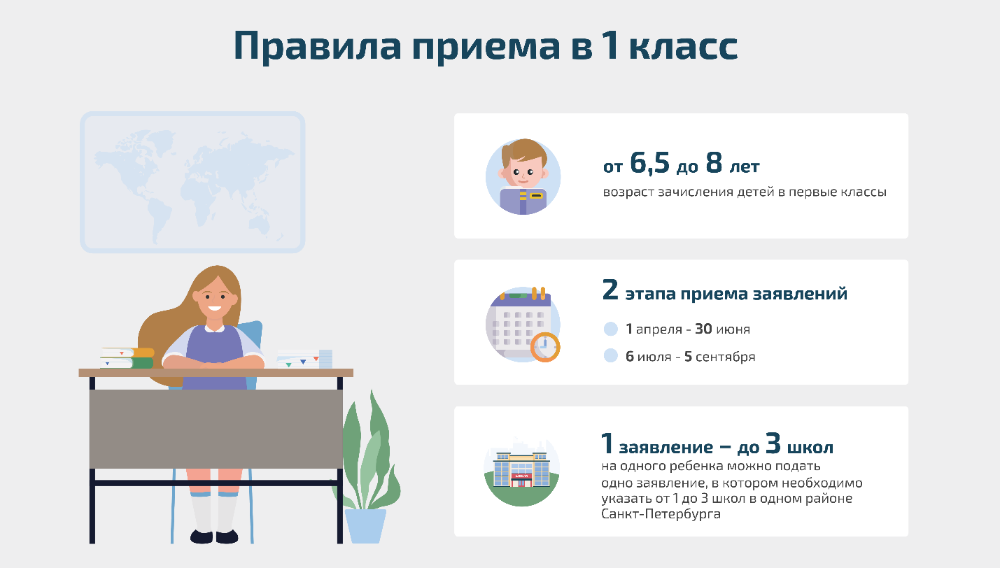 Правила приема в 1 класс
от 6,5 до 8 лет
возраст зачисления детей в первые классы
2 этапа приема заявлений
1 апреля - 30 июня
6 июля - 5 сентября
1 заявление – до 3 школ
на одного ребенка можно подать
одно заявление, в котором необходимо
указать от 1 до 3 школ в одном районе
Санкт-Петербурга
ШКОЛА